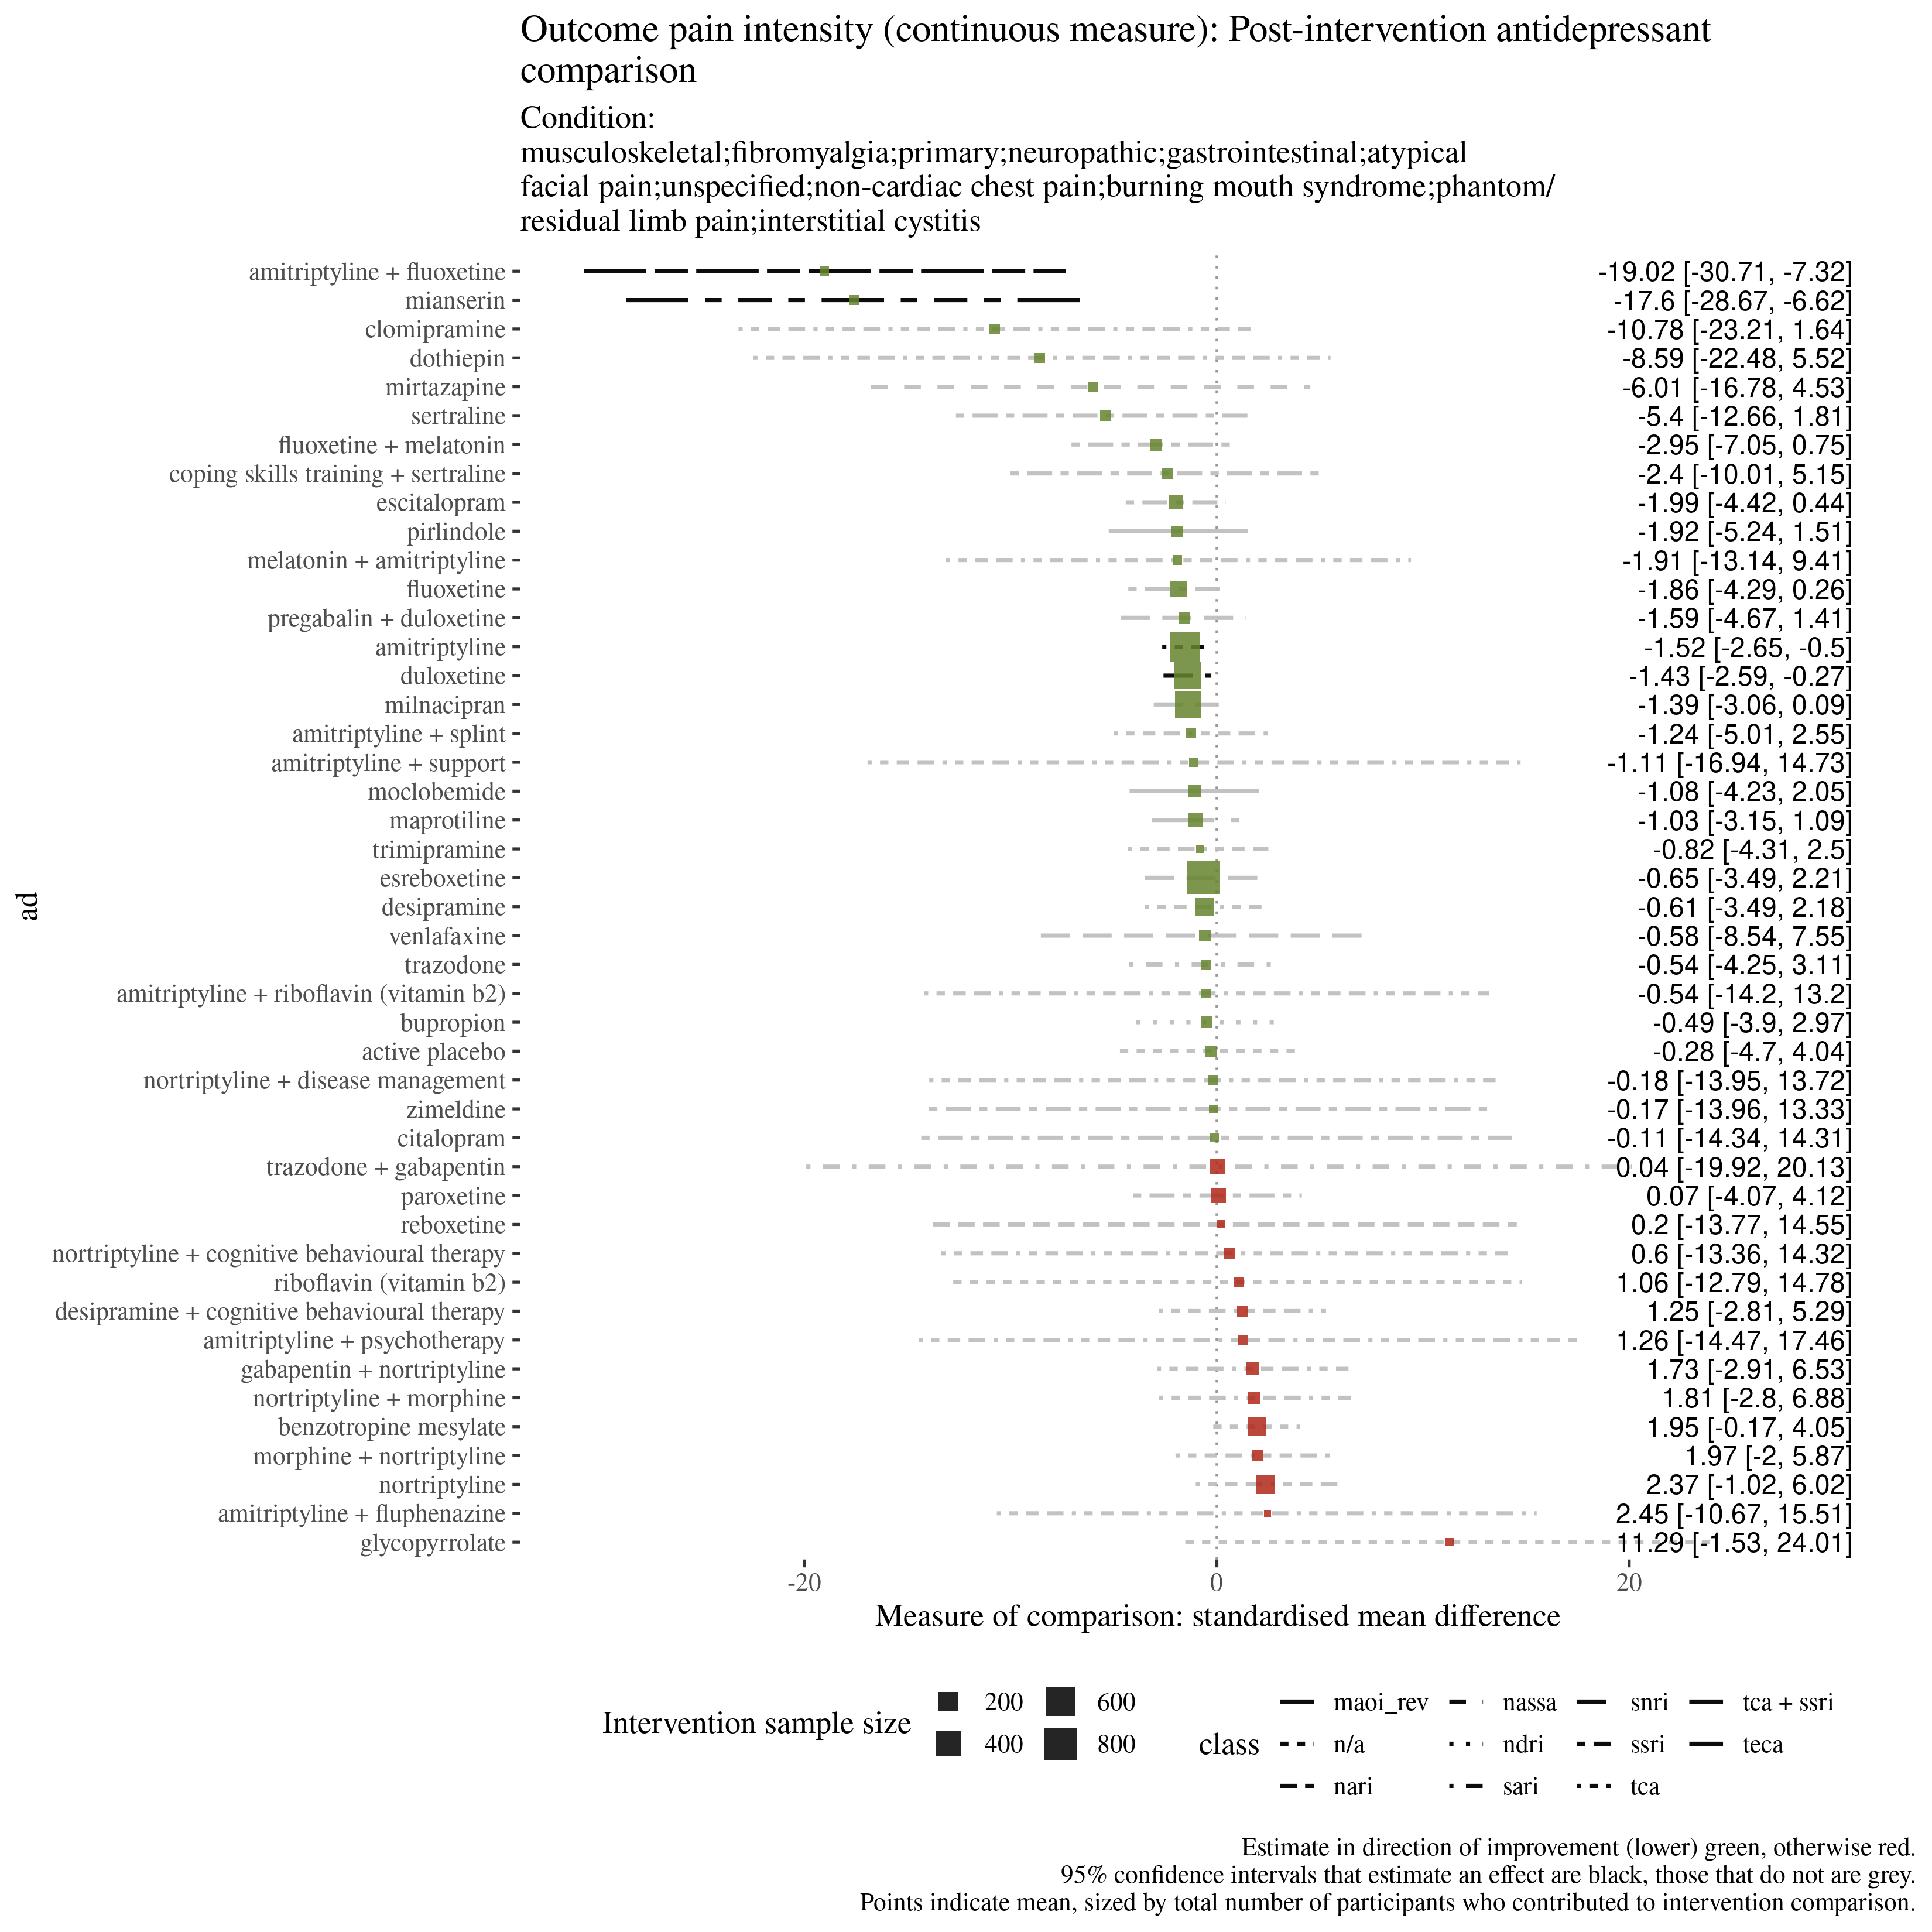 Outcome pain intensity (continuous measure): Post-intervention antidepressant
comparison
Condition:
musculoskeletal;fibromyalgia;primary;neuropathic;gastrointestinal;atypical
facial pain;unspecified;non-cardiac chest pain;burning mouth syndrome;phantom/
residual limb pain;interstitial cystitis
ad
amitriptyline + fluoxetine -19.02 [-30.71, -7.32]
mianserin -17.6 [-28.67, -6.62]
clomipramine -10.78 [-23.21, 1.64]
dothiepin -8.59 [-22.48, 5.52]
mirtazapine -6.01 [-16.78, 4.53]
sertraline -5.4 [-12.66, 1.81]
fluoxetine + melatonin -2.95 [-7.05, 0.75]
coping skills training + sertraline -2.4 [-10.01, 5.15]
escitalopram -1.99 [-4.42, 0.44]
pirlindole -1.92 [-5.24, 1.51]
melatonin + amitriptyline -1.91 [-13.14, 9.41]
fluoxetine -1.86 [-4.29, 0.26]
pregabalin + duloxetine -1.59 [-4.67, 1.41]
amitriptyline -1.52 [-2.65, -0.5]
duloxetine -1.43 [-2.59, -0.27]
milnacipran -1.39 [-3.06, 0.09]
amitriptyline + splint -1.24 [-5.01, 2.55]
amitriptyline + support -1.11 [-16.94, 14.73]
moclobemide -1.08 [-4.23, 2.05]
maprotiline -1.03 [-3.15, 1.09]
trimipramine -0.82 [-4.31, 2.5]
esreboxetine -0.65 [-3.49, 2.21]
desipramine -0.61 [-3.49, 2.18]
venlafaxine -0.58 [-8.54, 7.55]
trazodone -0.54 [-4.25, 3.11]
amitriptyline + riboflavin (vitamin b2) -0.54 [-14.2, 13.2]
bupropion -0.49 [-3.9, 2.97]
active placebo -0.28 [-4.7, 4.04]
nortriptyline + disease management -0.18 [-13.95, 13.72]
zimeldine -0.17 [-13.96, 13.33]
citalopram -0.11 [-14.34, 14.31]
trazodone + gabapentin 0.04 [-19.92, 20.13]
paroxetine 0.07 [-4.07, 4.12]
reboxetine 0.2 [-13.77, 14.55]
nortriptyline + cognitive behavioural therapy 0.6 [-13.36, 14.32]
riboflavin (vitamin b2) 1.06 [-12.79, 14.78]
desipramine + cognitive behavioural therapy 1.25 [-2.81, 5.29]
amitriptyline + psychotherapy 1.26 [-14.47, 17.46]
gabapentin + nortriptyline 1.73 [-2.91, 6.53]
nortriptyline + morphine 1.81 [-2.8, 6.88]
benzotropine mesylate 1.95 [-0.17, 4.05]
morphine + nortriptyline 1.97 [-2, 5.87]
nortriptyline 2.37 [-1.02, 6.02]
amitriptyline + fluphenazine 2.45 [-10.67, 15.51]
glycopyrrolate 11.29 [-1.53, 24.01]
-20 0 20
Measure of comparison: standardised mean difference
Intervention sample size
200 600
400 800
class
maoi_rev nassa snri tca + ssri
n/a ndri ssri teca
nari sari tca
Estimate in direction of improvement (lower) green, otherwise red.
95% confidence intervals that estimate an effect are black, those that do not are grey.
Points indicate mean, sized by total number of participants who contributed to intervention comparison.